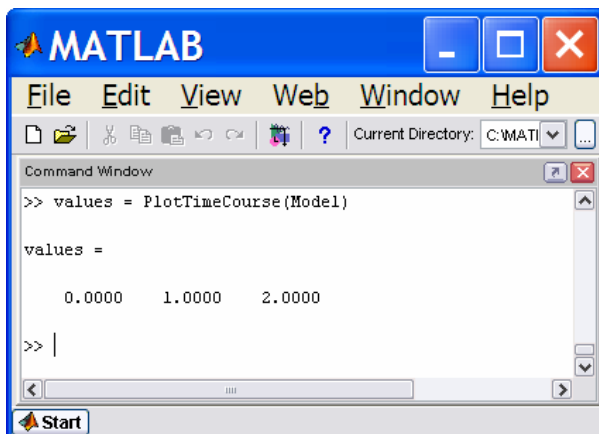 MATLAB
File Edit View Web Window Help
? Current Directory: C:\MATI ...
Command Window
>> values = PlotTimeCourse(Model)
values =
0.0000 1.0000 2.0000
>>
Start